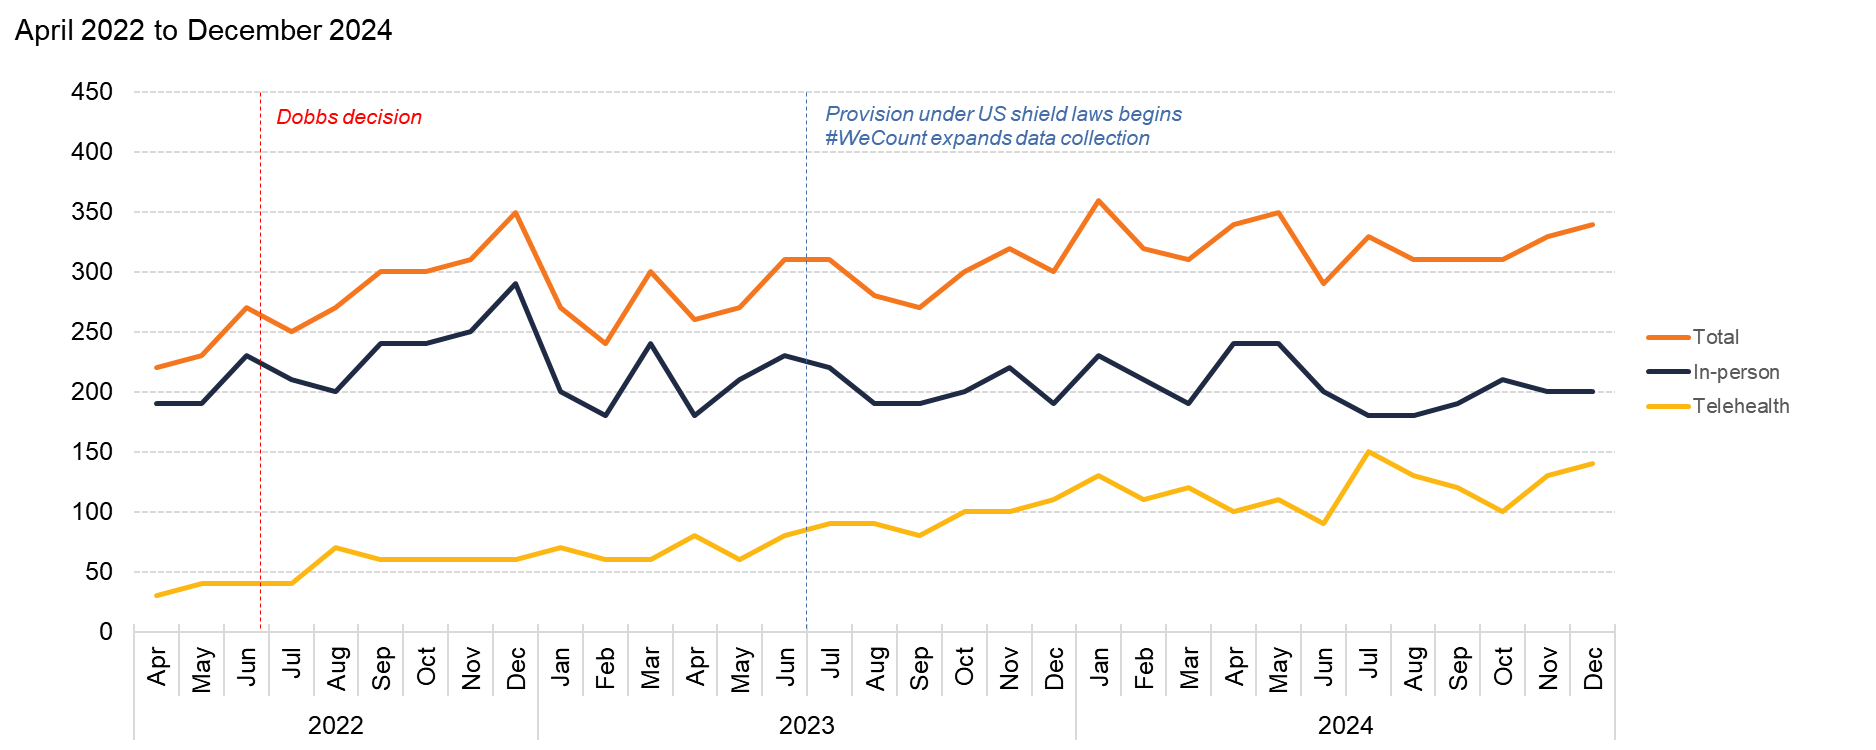 April 2022 to December 2024
450
Dobbs decision
Provision under US shield laws begins
#WeCount expands data collection
400
350
300
250
200
150
100
50
0
Total
In-person
Telehealth
Apr May Jun Jul Aug Sep Oct Nov Dec Jan Feb Mar Apr May Jun Jul Aug Sep Oct Nov Dec Jan Feb Mar Apr May Jun Jul Aug Sep Oct Nov Dec
2022 2023 2024